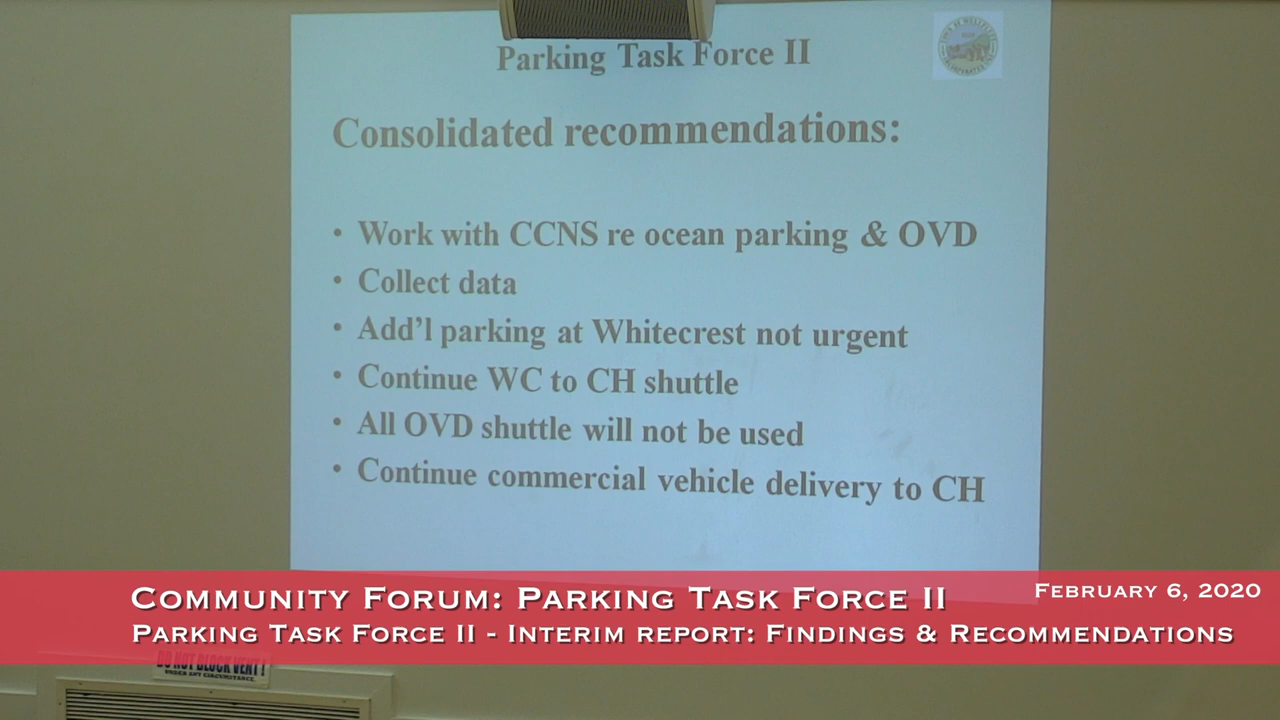 Parking Task Force II
Consolidated recommendations:
• Work with CCNS re ocean parking & OVD
• Collect data
• Add'l parking at Whitecrest not urgent
• Continue WC to CH shuttle
• All OVD shuttle will not be used
• Continue commercial vehicle delivery to CH
Community Forum: Parking Task Force II
February 6, 2020
Parking Task Force II - Interim report: Findings & Recommendations
DO NOT BLOCK VENT!
UNDER ANY CIRCUMSTANCE.